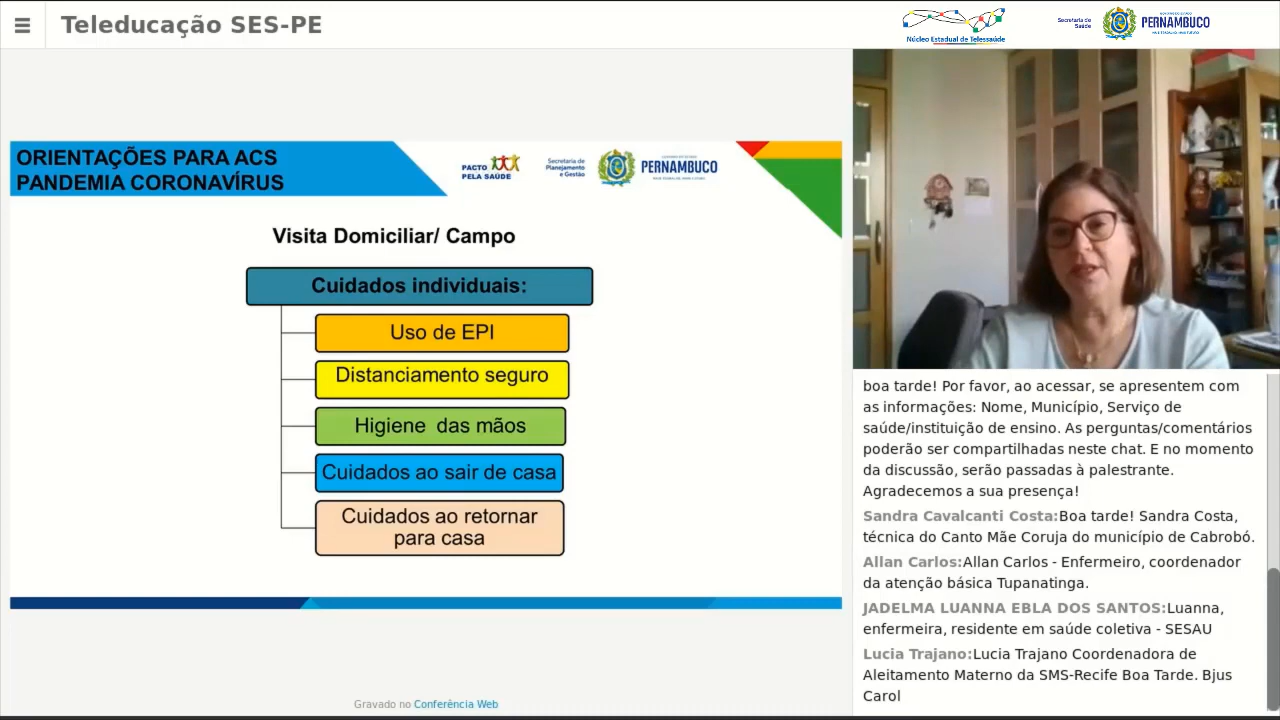 Teleducação SES-PE
Núcleo Estadual de Telessaúde
Secretaria de
Saúde
PERNAMBUCO
ORIENTAÇÕES PARA ACS
PANDEMIA CORONAVÍRUS
PACTO
PELA SAÚDE
Secretaria de
Planejamento
e Gestão
PERNAMBUCO
Visita Domiciliar/ Campo
Cuidados individuais:
Uso de EPI
Distanciamento seguro
Higiene  das mãos
Cuidados ao sair de casa
Cuidados ao retornar
para casa
Gravado no Conferência Web
boa tarde! Por favor, ao acessar, se apresentem com
as informações: Nome, Município, Serviço de
saúde/instituição de ensino. As perguntas/comentários
poderão ser compartilhadas neste chat. E no momento
da discussão, serão passadas à palestrante.
Agradecemos a sua presença!
Sandra Cavalcanti Costa:Boa tarde! Sandra Costa,
técnica do Canto Mãe Coruja do município de Cabrobó.
Allan Carlos:Allan Carlos - Enfermeiro, coordenador
da atenção básica Tupanatinga.
JADELMA LUANNA EBLA DOS SANTOS:Luanna,
enfermeira, residente em saúde coletiva - SESAU
Lucia Trajano:Lucia Trajano Coordenadora de
Aleitamento Materno da SMS-Recife Boa Tarde. Bjus
Carol